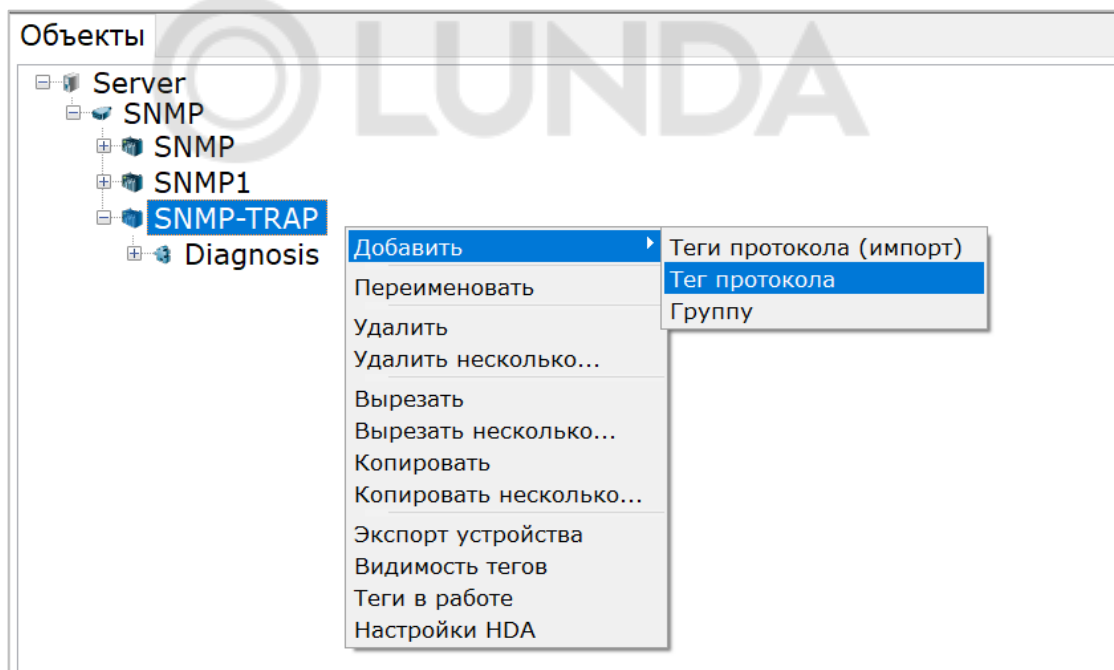 LUNDA
Объекты
Server
SNMP
SNMP
SNMP1
SNMP-TRAP
Diagnosis
Добавить
Переименовать
Удалить
Удалить несколько...
Вырезать
Вырезать несколько...
Копировать
Копировать несколько...
Экспорт устройства
Видимость тегов
Теги в работе
Настройки HDA
Теги протокола (импорт)
Тег протокола
Группу